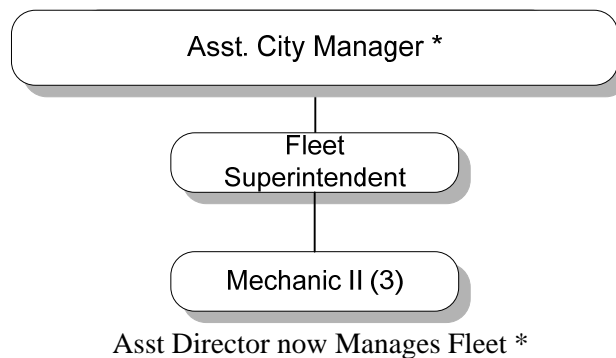 Asst. City Manager *
Fleet
Superintendent
Mechanic II (3)
Asst Director now Manages Fleet *